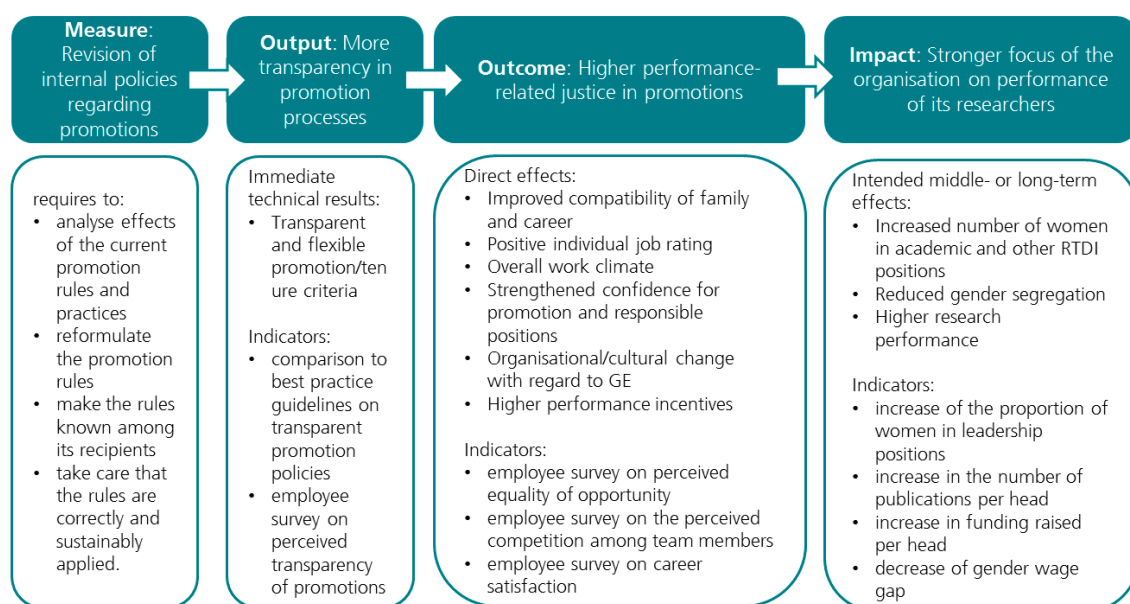 Measure:
Revision of
internal policies
regarding
promotions
Output: More
transparency in
promotion
processes
Outcome: Higher performance-
related justice in promotions
Impact: Stronger focus of the
organisation on performance
of its researchers
requires to:
• analyse effects
of the current
promotion
rules and
practices
• reformulate
the promotion
rules
• make the rules
known among
its recipients
• take care that
the rules are
correctly and
sustainably
applied.
Immediate
technical results:
• Transparent
and flexible
promotion/ten
ure criteria
Indicators:
• comparison to
best practice
guidelines on
transparent
promotion
policies
• employee
survey on
perceived
transparency
of promotions
Direct effects:
• Improved compatibility of family
and career
• Positive individual job rating
• Overall work climate
• Strengthened confidence for
promotion and responsible
positions
• Organisational/cultural change
with regard to GE
• Higher performance incentives
Indicators:
• employee survey on perceived
equality of opportunity
• employee survey on the perceived
competition among team members
• employee survey on career
satisfaction
Intended middle- or long-term
effects:
• Increased number of women
in academic and other RTDI
positions
• Reduced gender segregation
• Higher research
performance
Indicators:
• increase of the proportion of
women in leadership
positions
• increase in the number of
publications per head
• increase in funding raised
per head
• decrease of gender wage
gap